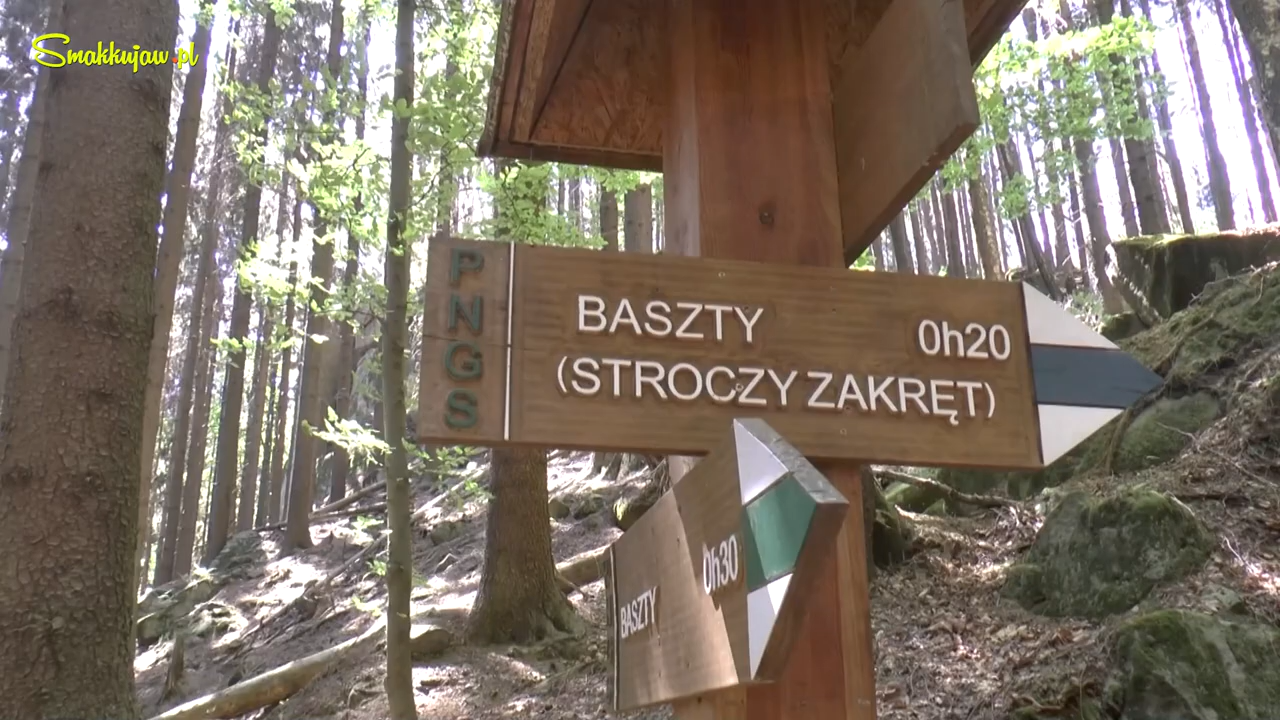 Smakkujaw.pl
PNGS
BASZTY 0h20
(STROCZY ZAKRĘT)
BASZTY 0h30